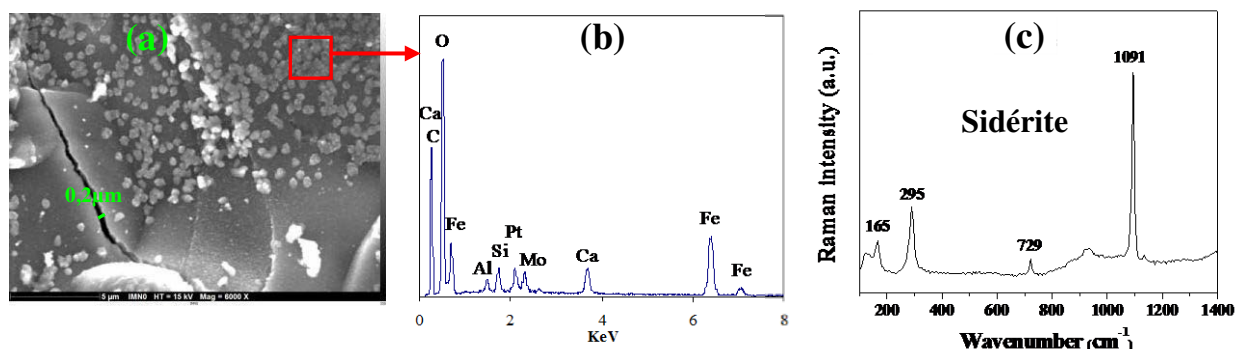 (a)
0,2µm
5 µm IMN0 HT = 15 kV Mag = 6000 X
(b)
O
Ca
C
Fe
Al
Si
Pt
Mo
Ca
Fe
Fe
0 2 4 6 8
KeV
(c)
Raman intensity (a.u.)
Sidérite
165
295
729
1091
200 400 600 800 1000 1200 1400
Wavenumber (cm-1)